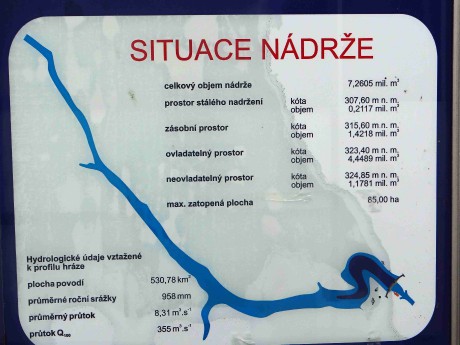 SITUACE NÁDRŽE
celkový objem nádrže 7,2605 mil. m³
prostor stálého nadržení kóta 307,60 m n. m.
objem 0,2117 mil. m³
zásobní prostor kóta 315,60 m n. m.
objem 1,4218 mil. m³
ovladatelný prostor kóta 323,40 m n. m.
objem 4,4489 mil. m³
neovladatelný prostor kóta 324,85 m n. m.
objem 1,1781 mil. m³
max. zatopená plocha 85,00 ha
Hydrologické údaje vztažené
k profilu hráze
plocha povodí 530,78 km²
průměrné roční srážky 958 mm
průměrný průtok 8,31 m³.s⁻¹
průtok Q₁₀₀ 355 m³.s⁻¹